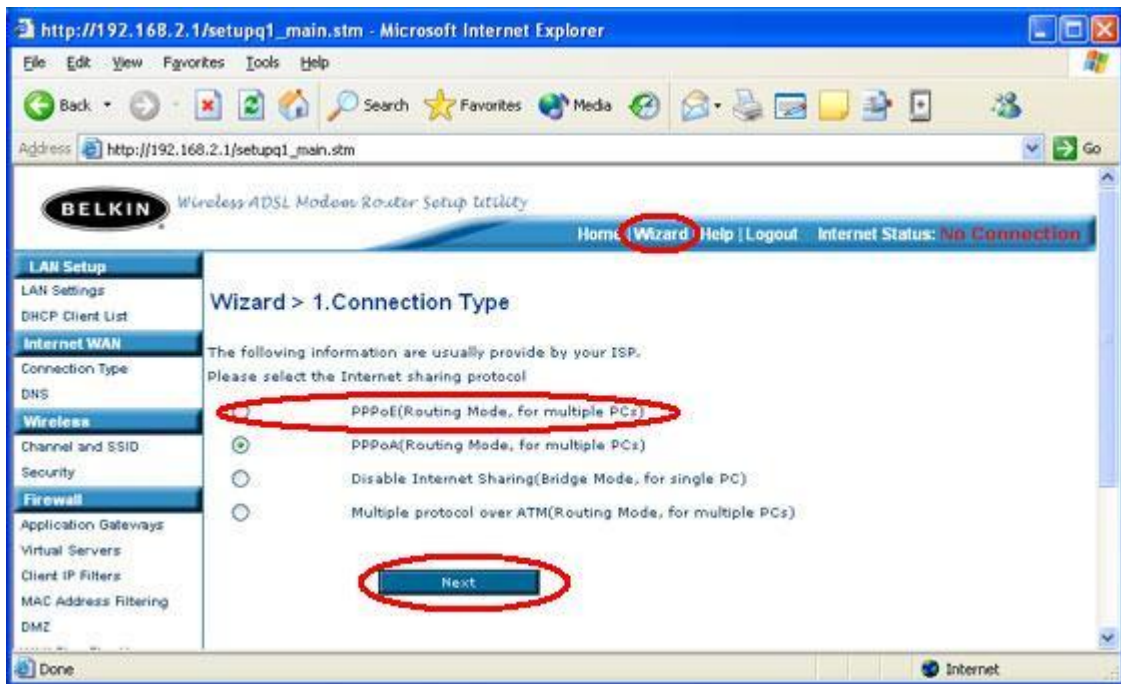 http://192.168.2.1/setupq1_main.stm - Microsoft Internet Explorer
File Edit View Favorites Tools Help
Back Search Favorites Media
Address http://192.168.2.1/setupq1_main.stm Go
BELKIN Wireless ADSL Modem Router Setup Utility
Home | Wizard | Help | Logout Internet Status: No Connection
LAN Setup
LAN Settings
DHCP Client List
Internet WAN
Connection Type
DNS
Wireless
Channel and SSID
Security
Firewall
Application Gateways
Virtual Servers
Client IP Filters
MAC Address Filtering
DMZ
Wizard > 1.Connection Type
The following information are usually provide by your ISP.
Please select the Internet sharing protocol
PPPoE(Routing Mode, for multiple PCs)
PPPoA(Routing Mode, for multiple PCs)
Disable Internet Sharing(Bridge Mode, for single PC)
Multiple protocol over ATM(Routing Mode, for multiple PCs)
Next
Done Internet